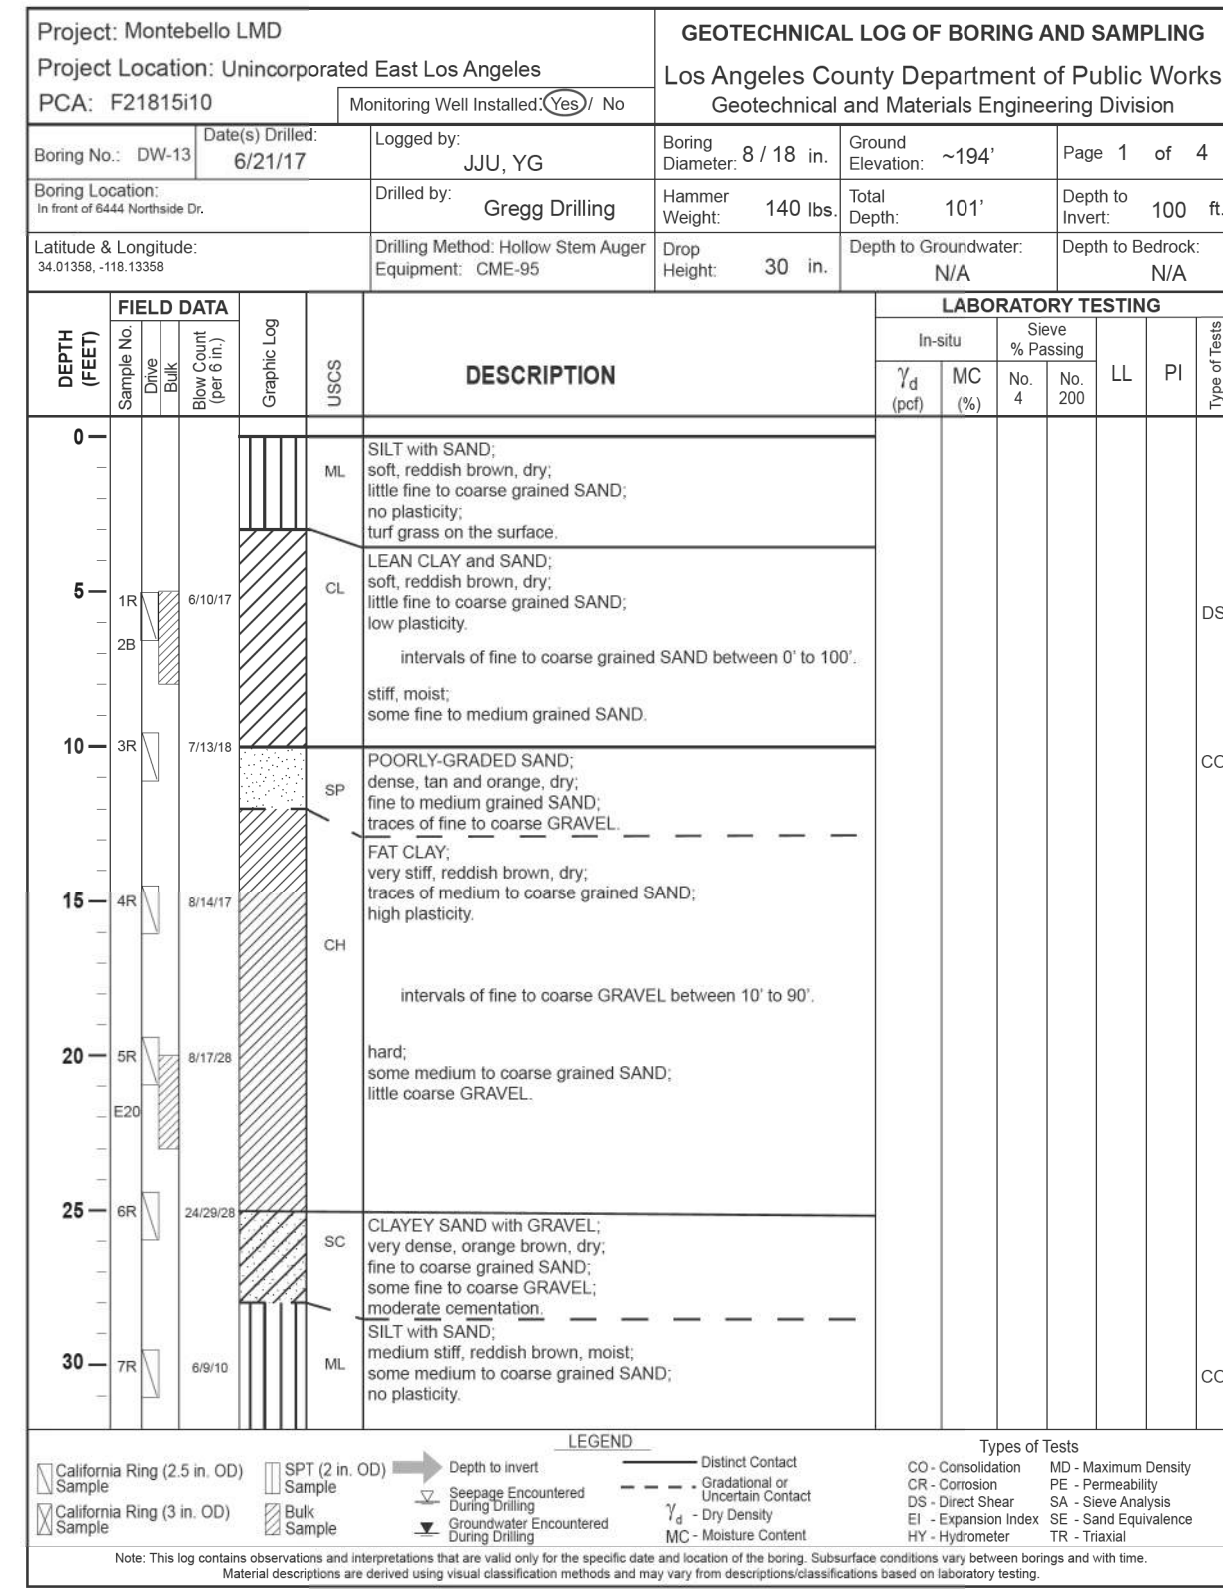 Project: Montebello LMD
Project Location: Unincorporated East Los Angeles
PCA: F21815i10
Monitoring Well Installed: Yes / No
GEOTECHNICAL LOG OF BORING AND SAMPLING
Los Angeles County Department of Public Works
Geotechnical and Materials Engineering Division
Boring No.: DW-13
Date(s) Drilled:
6/21/17
Logged by:
JJU, YG
Boring
Diameter: 8 / 18 in.
Ground
Elevation: ~194'
Page 1 of 4
Boring Location:
In front of 6444 Northside Dr.
Drilled by:
Gregg Drilling
Hammer
Weight: 140 lbs.
Total
Depth: 101'
Depth to
Invert: 100 ft.
Latitude & Longitude:
34.01358, -118.13358
Drilling Method: Hollow Stem Auger
Equipment: CME-95
Drop
Height: 30 in.
Depth to Groundwater:
N/A
Depth to Bedrock:
N/A
DEPTH
(FEET)
FIELD DATA
Sample No.
Drive
Bulk
Blow Count
(per 6 in.)
Graphic Log
USCS
DESCRIPTION
LABORATORY TESTING
In-situ
γd
(pcf)
MC
(%)
Sieve
% Passing
No.
4
No.
200
LL
PI
Type of Tests
0
ML
SILT with SAND;
soft, reddish brown, dry;
little fine to coarse grained SAND;
no plasticity;
turf grass on the surface.
CL
LEAN CLAY and SAND;
soft, reddish brown, dry;
little fine to coarse grained SAND;
low plasticity.
5
1R
6/10/17
DS
2B
intervals of fine to coarse grained SAND between 0' to 100'.
stiff, moist;
some fine to medium grained SAND.
10
3R
7/13/18
CO
SP
POORLY-GRADED SAND;
dense, tan and orange, dry;
fine to medium grained SAND;
traces of fine to coarse GRAVEL.
FAT CLAY;
very stiff, reddish brown, dry;
traces of medium to coarse grained SAND;
high plasticity.
15
4R
8/14/17
CH
intervals of fine to coarse GRAVEL between 10' to 90'.
20
5R
8/17/28
hard;
some medium to coarse grained SAND;
little coarse GRAVEL.
E20
25
6R
24/29/28
SC
CLAYEY SAND with GRAVEL;
very dense, orange brown, dry;
fine to coarse grained SAND;
some fine to coarse GRAVEL;
moderate cementation.
SILT with SAND;
medium stiff, reddish brown, moist;
some medium to coarse grained SAND;
no plasticity.
30
7R
6/9/10
ML
CO
LEGEND
California Ring (2.5 in. OD)
Sample
California Ring (3 in. OD)
Sample
SPT (2 in. OD)
Sample
Bulk
Sample
Depth to invert
Seepage Encountered
During Drilling
Groundwater Encountered
During Drilling
Distinct Contact
Gradational or
Uncertain Contact
γd - Dry Density
MC - Moisture Content
Types of Tests
CO - Consolidation
CR - Corrosion
DS - Direct Shear
EI - Expansion Index
HY - Hydrometer
MD - Maximum Density
PE - Permeability
SA - Sieve Analysis
SE - Sand Equivalence
TR - Triaxial
Note: This log contains observations and interpretations that are valid only for the specific date and location of the boring. Subsurface conditions vary between borings and with time.
Material descriptions are derived using visual classification methods and may vary from descriptions/classifications based on laboratory testing.